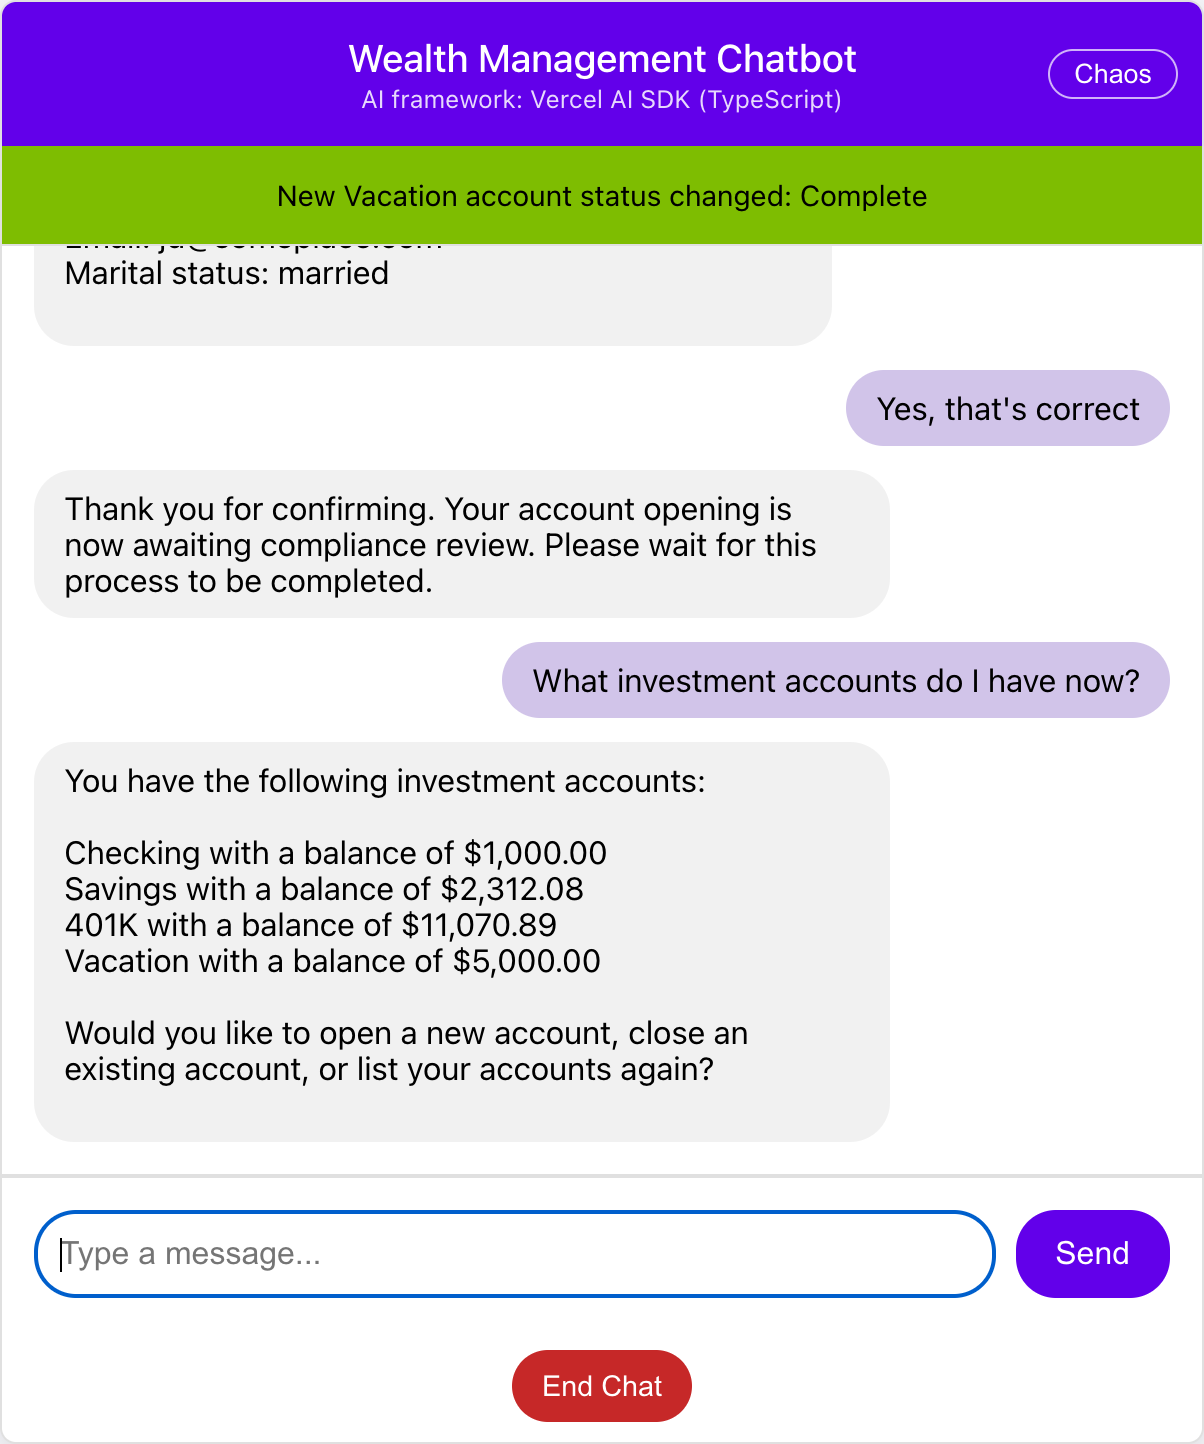 Wealth Management Chatbot
AI framework: Vercel AI SDK (TypeScript)
Chaos
New Vacation account status changed: Complete
Marital status: married
Yes, that's correct
Thank you for confirming. Your account opening is
now awaiting compliance review. Please wait for this
process to be completed.
What investment accounts do I have now?
You have the following investment accounts:
Checking with a balance of $1,000.00
Savings with a balance of $2,312.08
401K with a balance of $11,070.89
Vacation with a balance of $5,000.00
Would you like to open a new account, close an
existing account, or list your accounts again?
Type a message...
Send
End Chat